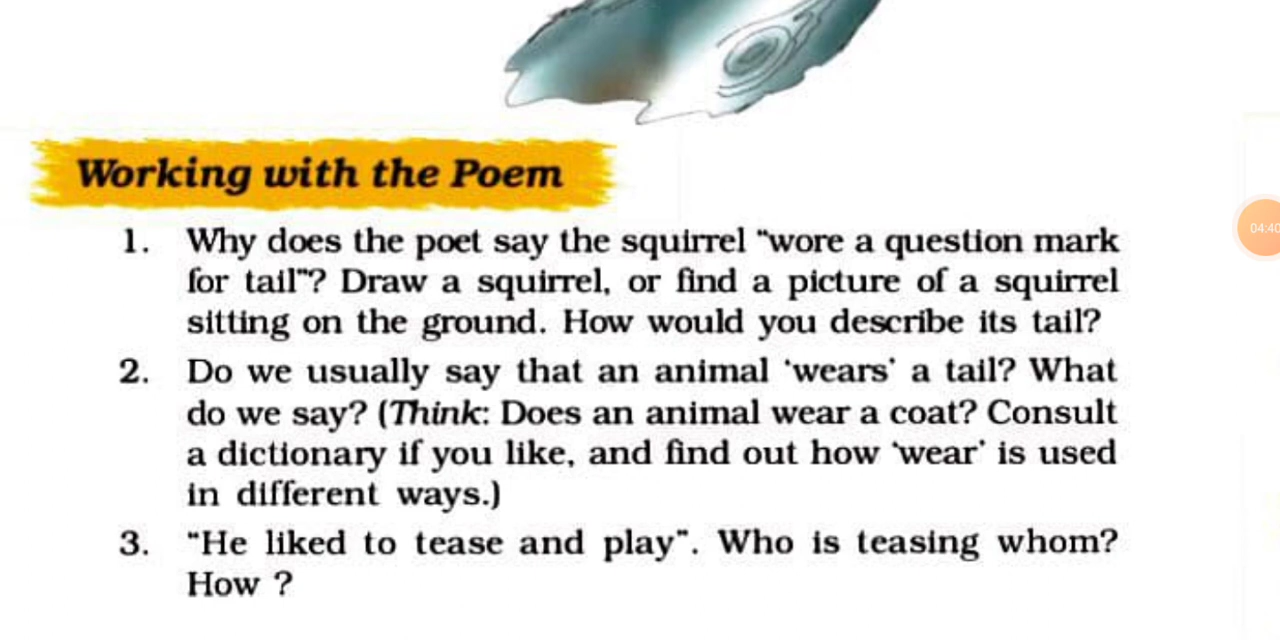 Working with the Poem
04:40
1. Why does the poet say the squirrel "wore a question mark
for tail"? Draw a squirrel, or find a picture of a squirrel
sitting on the ground. How would you describe its tail?
2. Do we usually say that an animal 'wears' a tail? What
do we say? (Think: Does an animal wear a coat? Consult
a dictionary if you like, and find out how 'wear' is used
in different ways.)
3. "He liked to tease and play". Who is teasing whom?
How ?